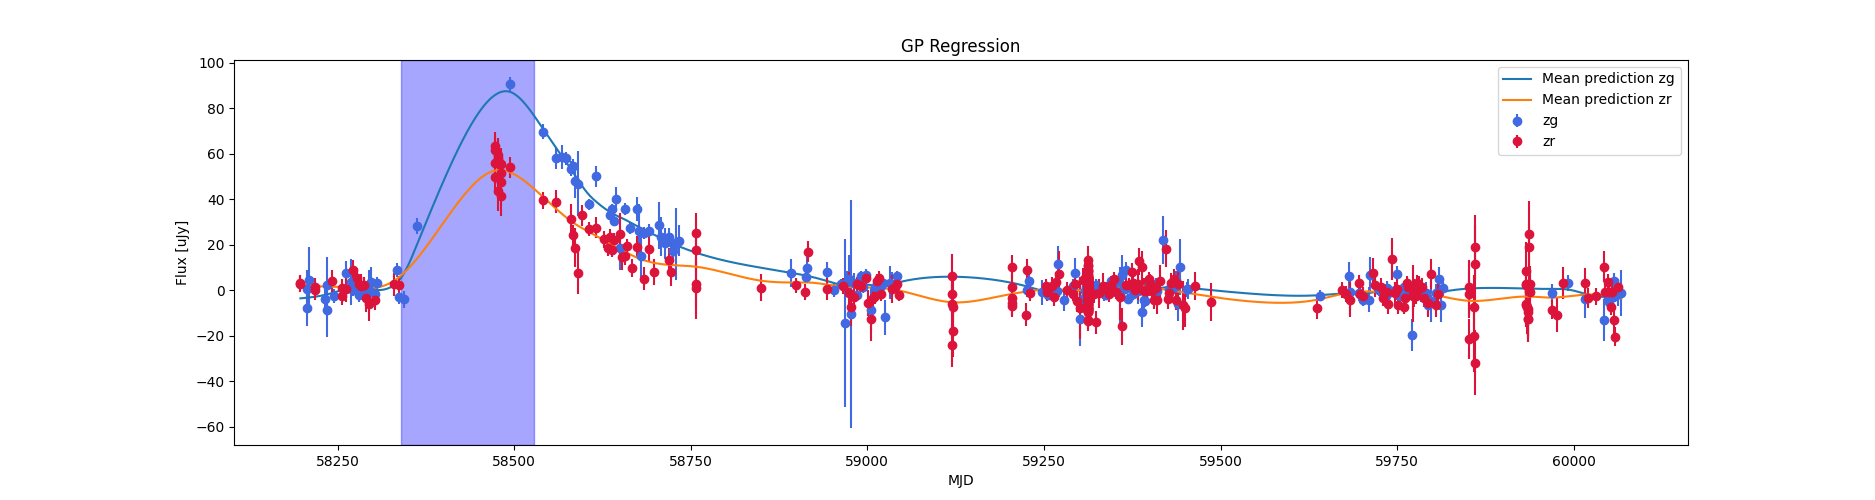 GP Regression
Flux [uJy]
100
80
60
40
20
0
−20
−40
−60
58250
58500
58750
59000
59250
59500
59750
60000
MJD
Mean prediction zg
Mean prediction zr
zg
zr